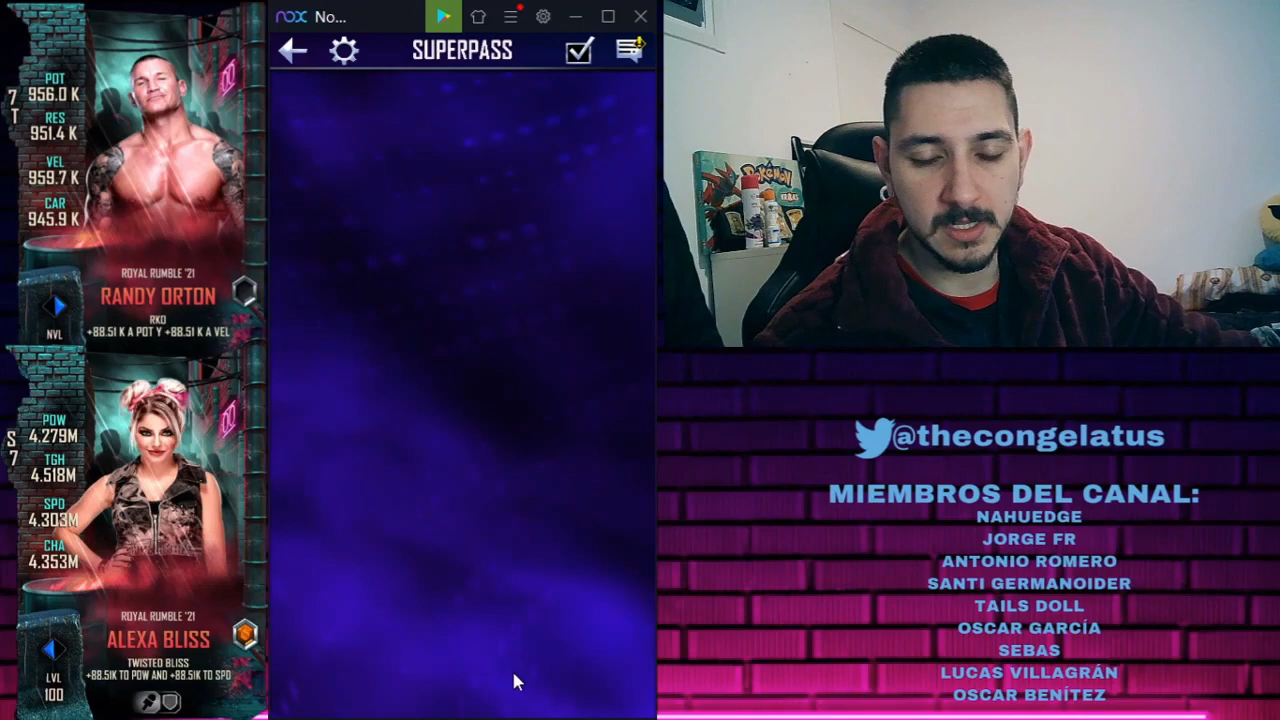 POT
956.0 K
RES
951.4 K
VEL
959.7 K
CAR
945.9 K
7
T
ROYAL RUMBLE '21
RANDY ORTON
RKO
+88.51 K A POT Y +88.51 K A VEL
NVL
POW
4.279M
TGH
4.518M
SPD
4.303M
CHA
4.353M
S
7
ROYAL RUMBLE '21
ALEXA BLISS
TWISTED BLISS
+88.51K TO POW AND +88.51K TO SPD
LVL
100
nox No...
SUPERPASS
POKéMON
@thecongelatus
MIEMBROS DEL CANAL:
NAHUEDGE
JORGE FR
ANTONIO ROMERO
SANTI GERMANOIDER
TAILS DOLL
OSCAR GARCÍA
SEBAS
LUCAS VILLAGRÁN
OSCAR BENÍTEZ